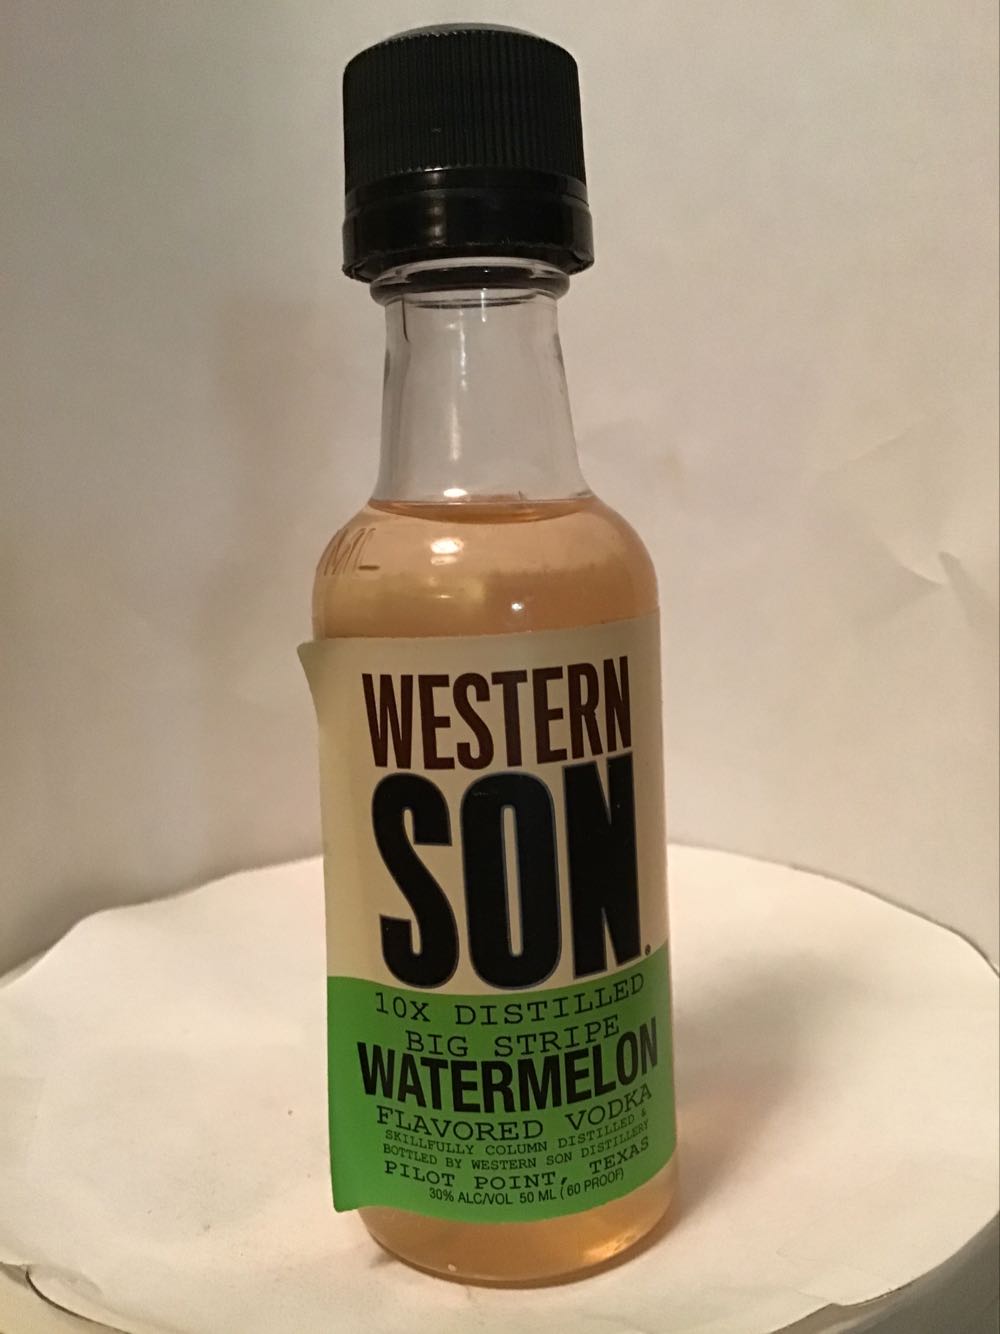 ML
WESTERN
SON®
10X DISTILLED
BIG STRIPE
WATERMELON
FLAVORED VODKA
SKILLFULLY COLUMN DISTILLED &
BOTTLED BY WESTERN SON DISTILLERY
PILOT POINT, TEXAS
30% ALC/VOL 50 ML (60 PROOF)